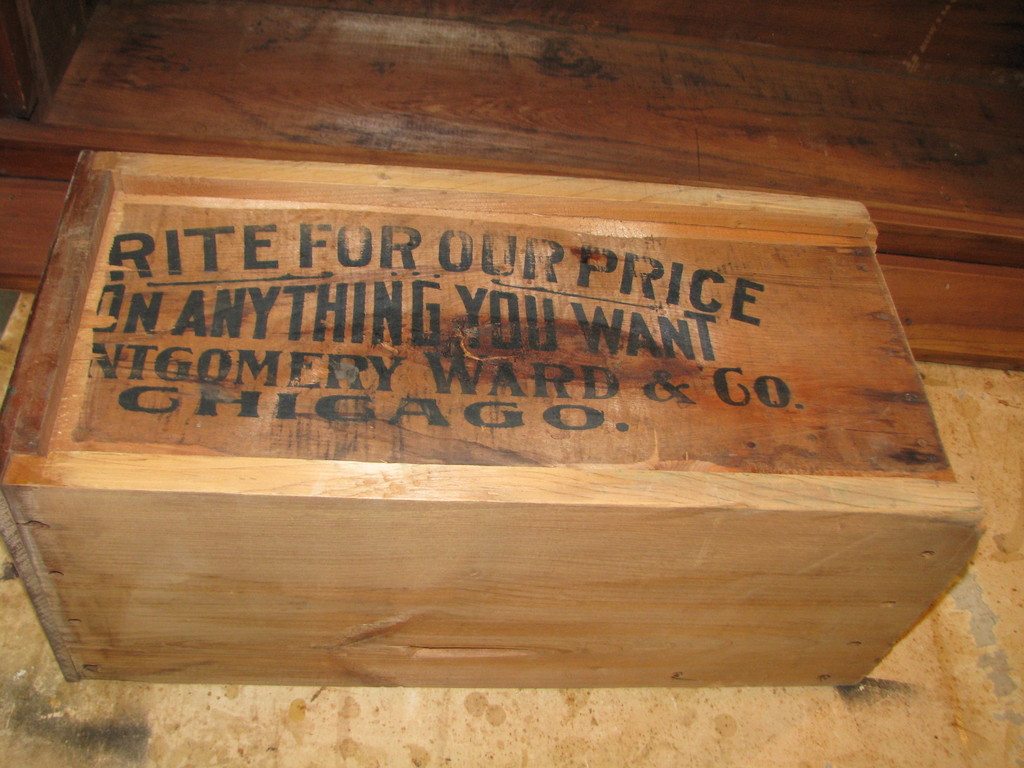 RITE FOR OUR PRICE
ON ANYTHING YOU WANT
NTGOMERY WARD & CO.
CHICAGO.